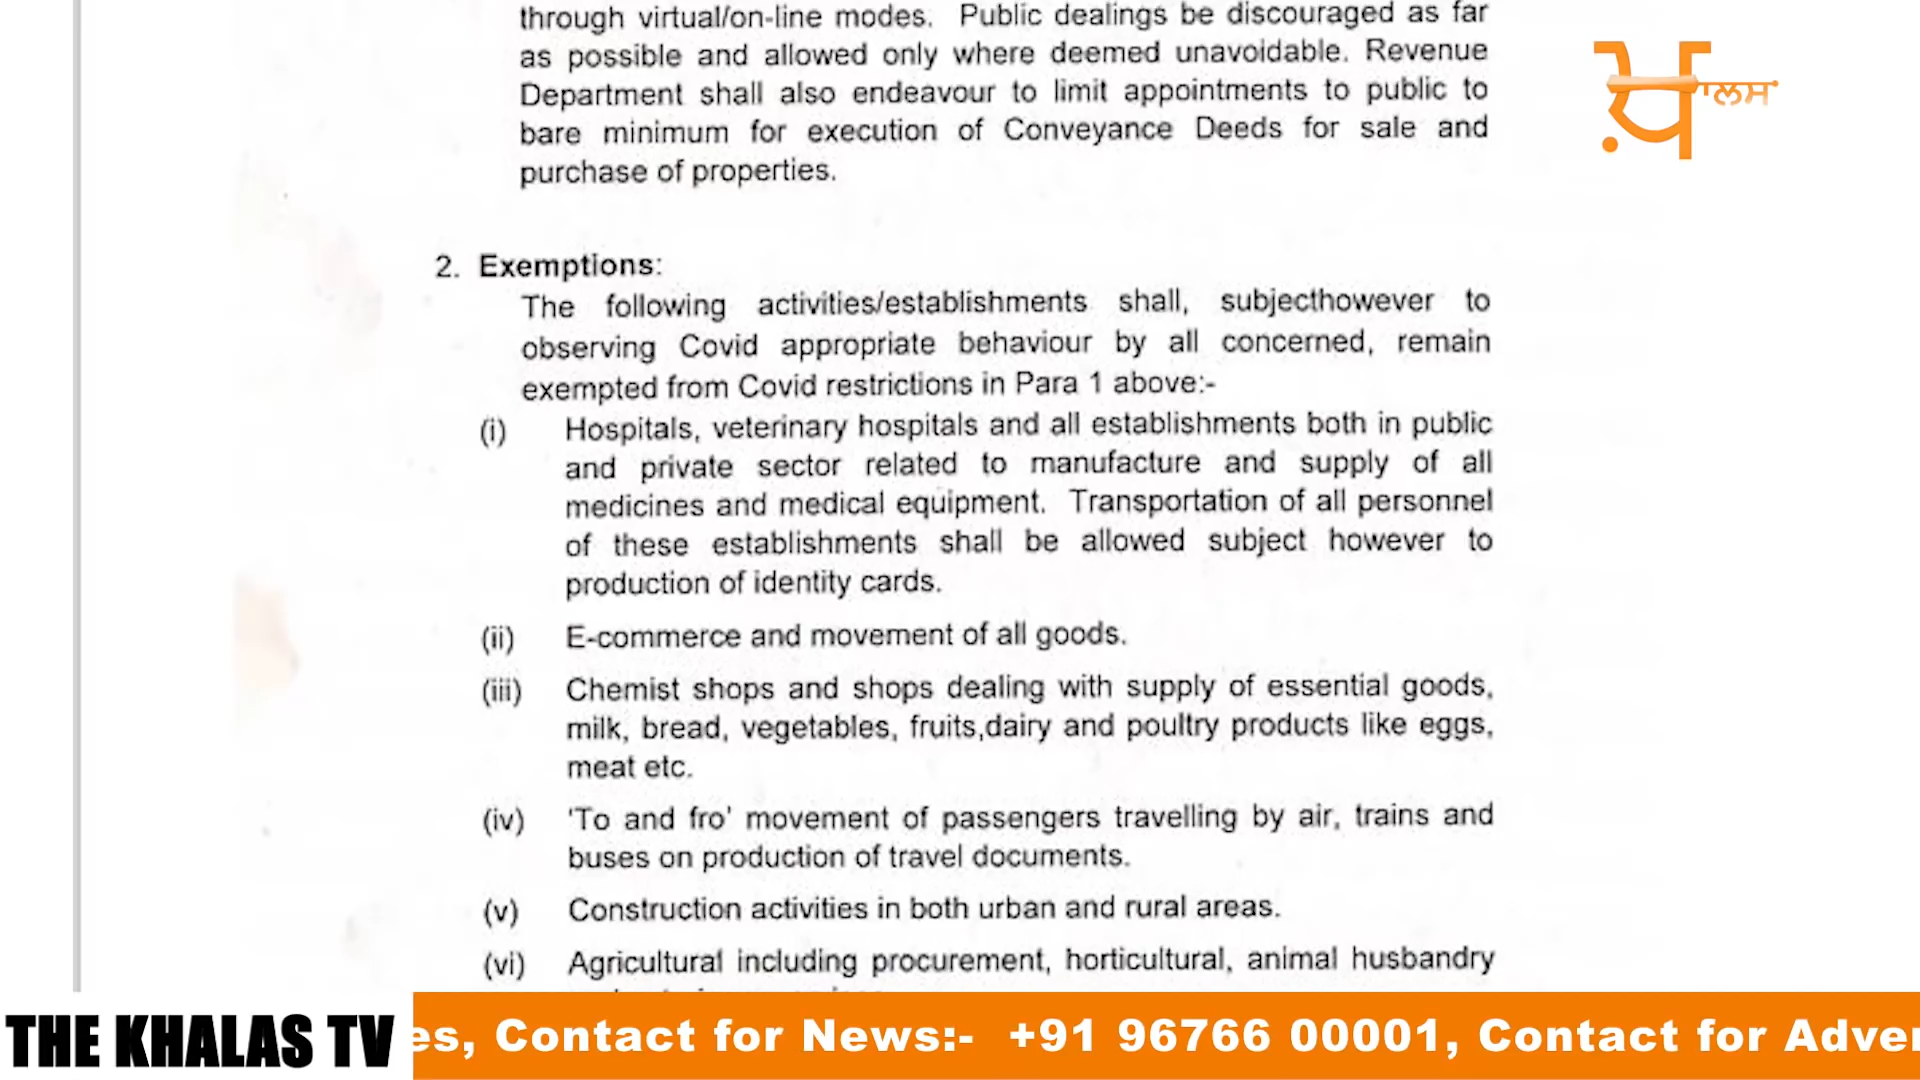 through virtual/on-line modes. Public dealings be discouraged as far
as possible and allowed only where deemed unavoidable. Revenue
Department shall also endeavour to limit appointments to public to
bare minimum for execution of Conveyance Deeds for sale and
purchase of properties.
ਖ਼ਾਲਸ
2. Exemptions:
The following activities/establishments shall, subjecthowever to
observing Covid appropriate behaviour by all concerned, remain
exempted from Covid restrictions in Para 1 above:-
(i) Hospitals, veterinary hospitals and all establishments both in public
and private sector related to manufacture and supply of all
medicines and medical equipment. Transportation of all personnel
of these establishments shall be allowed subject however to
production of identity cards.
(ii) E-commerce and movement of all goods.
(iii) Chemist shops and shops dealing with supply of essential goods,
milk, bread, vegetables, fruits,dairy and poultry products like eggs,
meat etc.
(iv) 'To and fro' movement of passengers travelling by air, trains and
buses on production of travel documents.
(v) Construction activities in both urban and rural areas.
(vi) Agricultural including procurement, horticultural, animal husbandry
THE KHALAS TV
es, Contact for News:- +91 96766 00001, Contact for Adver